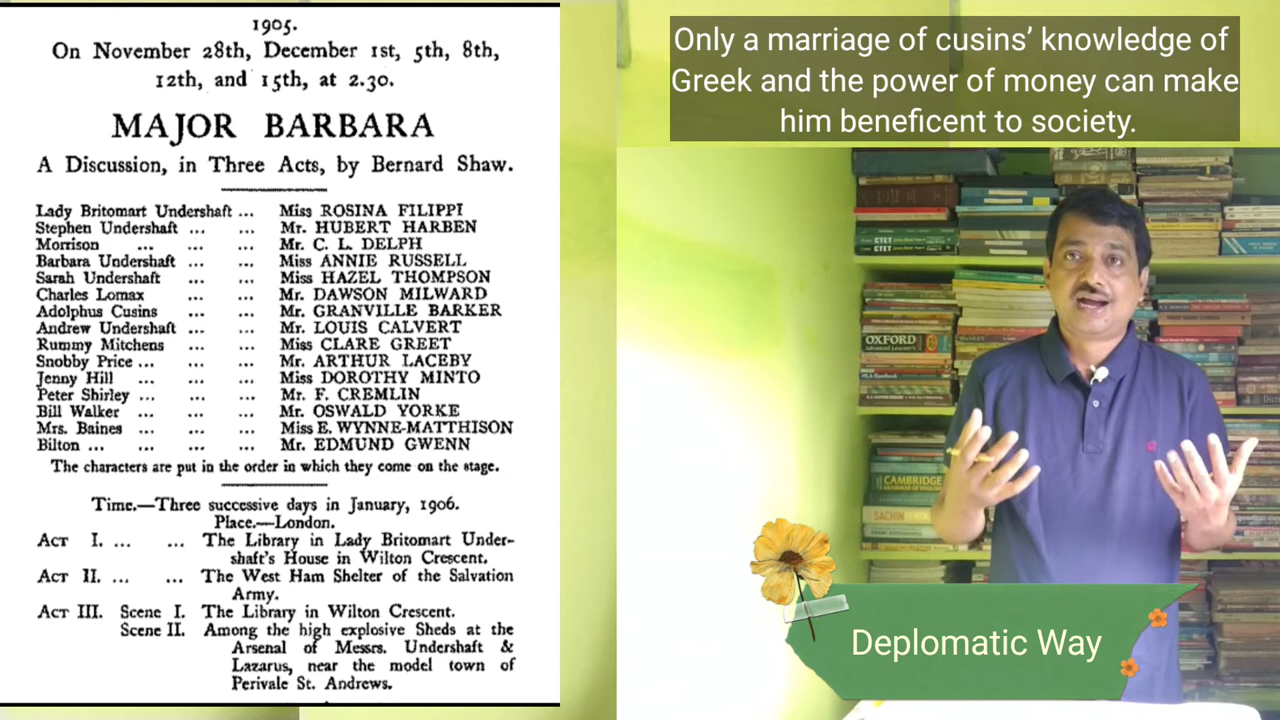 1905.
On November 28th, December 1st, 5th, 8th,
12th, and 15th, at 2.30.
MAJOR BARBARA
A Discussion, in Three Acts, by Bernard Shaw.
Lady Britomart Undershaft ... Miss ROSINA FILIPPI
Stephen Undershaft ... ... Mr. HUBERT HARBEN
Morrison ... ... ... Mr. C. L. DELPH
Barbara Undershaft ... ... Miss ANNIE RUSSELL
Sarah Undershaft ... ... Miss HAZEL THOMPSON
Charles Lomax ... ... Mr. DAWSON MILWARD
Adolphus Cusins ... ... Mr. GRANVILLE BARKER
Andrew Undershaft ... ... Mr. LOUIS CALVERT
Rummy Mitchens ... ... Miss CLARE GREET
Snobby Price ... ... ... Mr. ARTHUR LACEBY
Jenny Hill ... ... ... Miss DOROTHY MINTO
Peter Shirley ... ... ... Mr. F. CREMLIN
Bill Walker ... ... ... Mr. OSWALD YORKE
Mrs. Baines ... ... ... Miss E. WYNNE-MATTHISON
Bilton ... ... ... ... Mr. EDMUND GWENN
The characters are put in the order in which they come on the stage.
Time.—Three successive days in January, 1906.
Place.—London.
ACT I. ... ... The Library in Lady Britomart Under-
shaft's House in Wilton Crescent.
ACT II. ... ... The West Ham Shelter of the Salvation
Army.
ACT III. Scene I. The Library in Wilton Crescent.
Scene II. Among the high explosive Sheds at the
Arsenal of Messrs. Undershaft &
Lazarus, near the model town of
Perivale St. Andrews.
Only a marriage of cusins' knowledge of
Greek and the power of money can make
him beneficent to society.
CTET
CTET
OXFORD
Advanced Learner's
HAMLET
CAMBRIDGE
GRAMMAR OF ENGLISH
SACHIN
Deplomatic Way